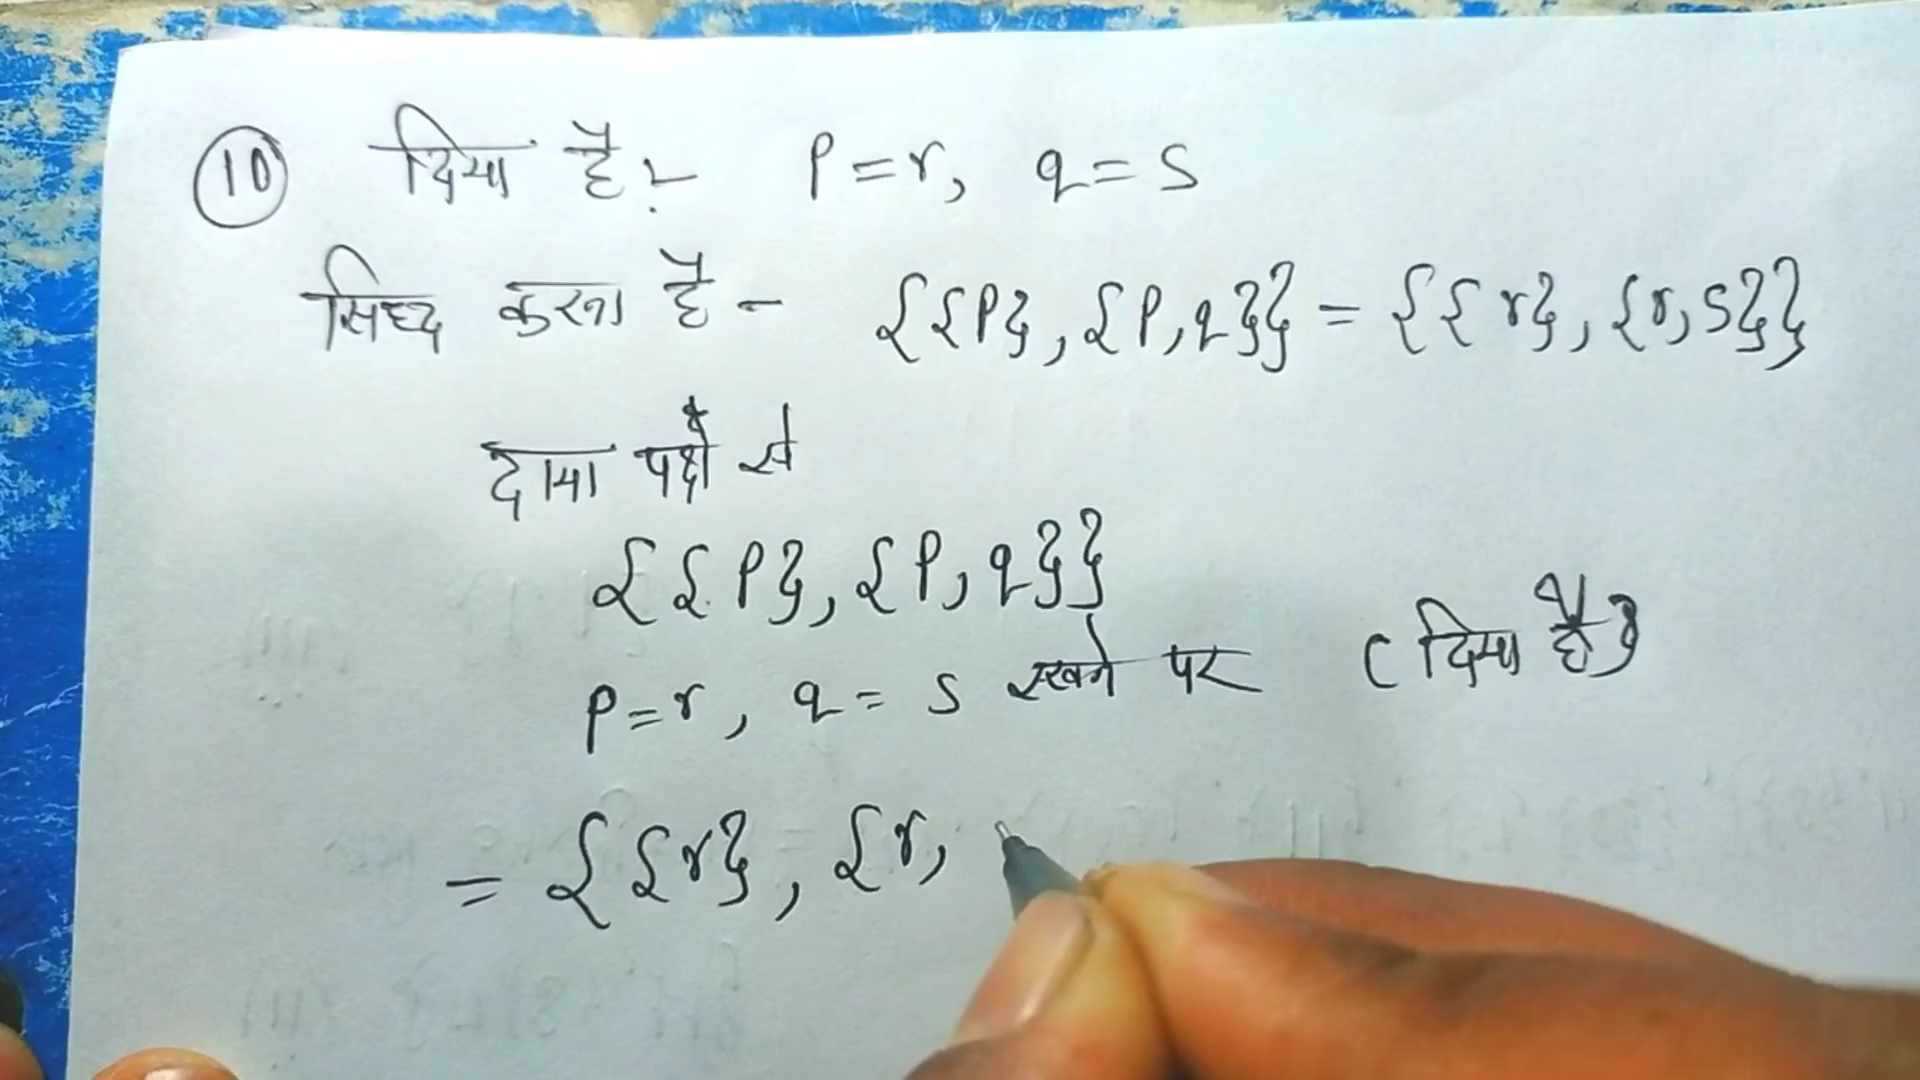 10 दिया है:- P=r, q=s
सिध्द करना है - {{P}, {P,q}} = {{r}, {r,s}}
दाया पक्ष से
{{P}, {P, q}}
P=r, q= s रखने पर (दिया है)
= {{r}, {r,